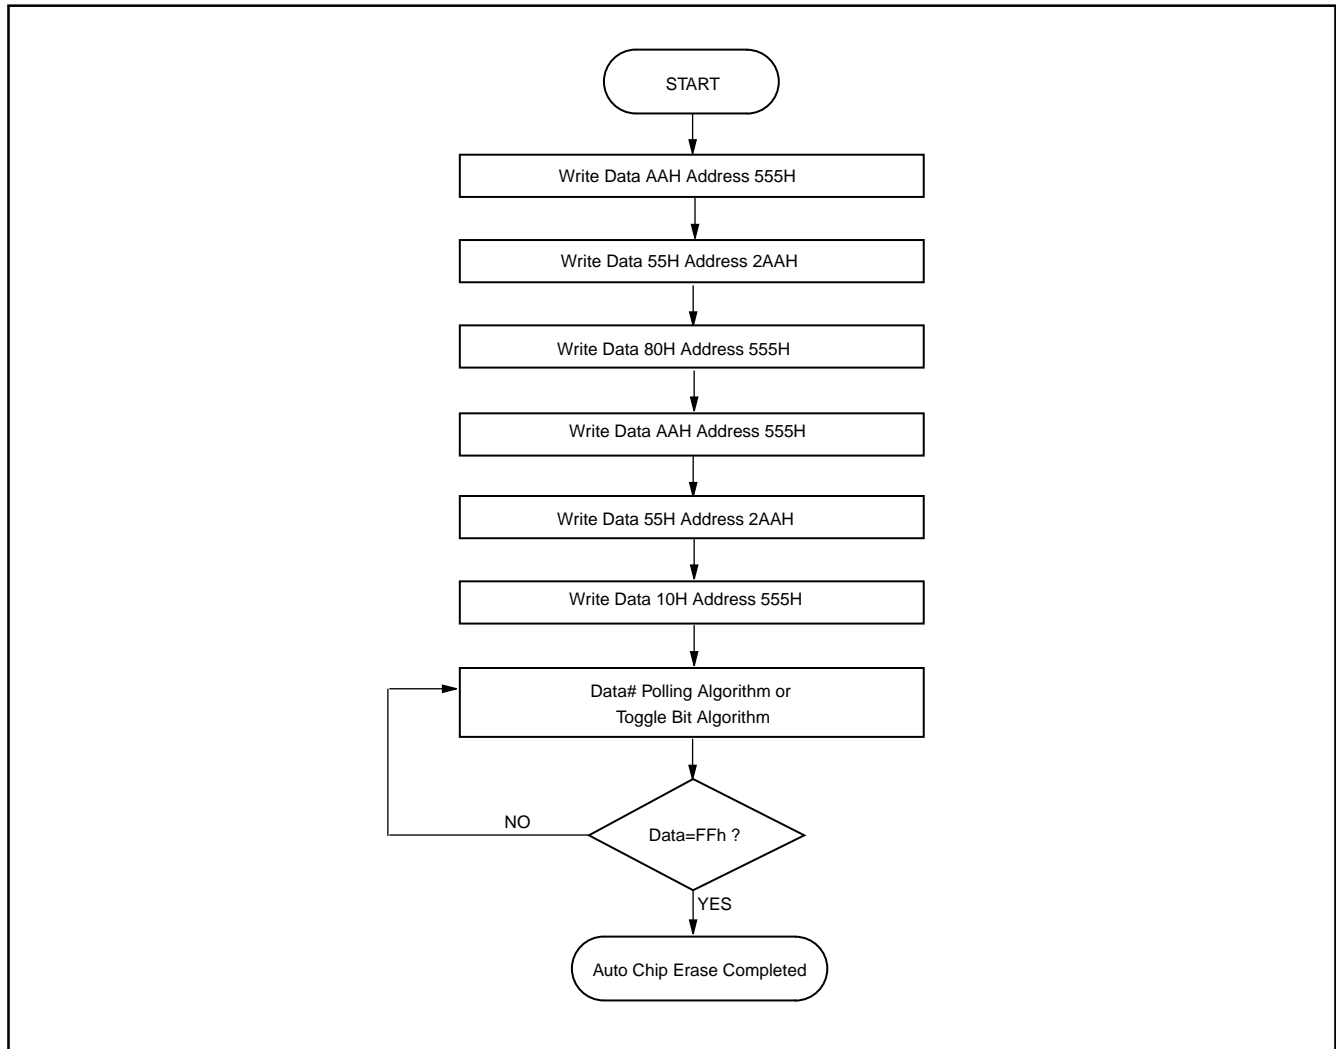 START
Write Data AAH Address 555H
Write Data 55H Address 2AAH
Write Data 80H Address 555H
Write Data AAH Address 555H
Write Data 55H Address 2AAH
Write Data 10H Address 555H
Data# Polling Algorithm or
Toggle Bit Algorithm
NO
Data=FFh ?
YES
Auto Chip Erase Completed